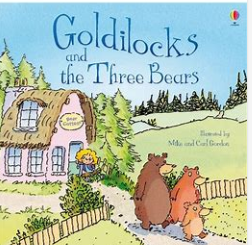 Goldilocks
and
the Three Bears
Illustrated by
Mike and Carl Gordon